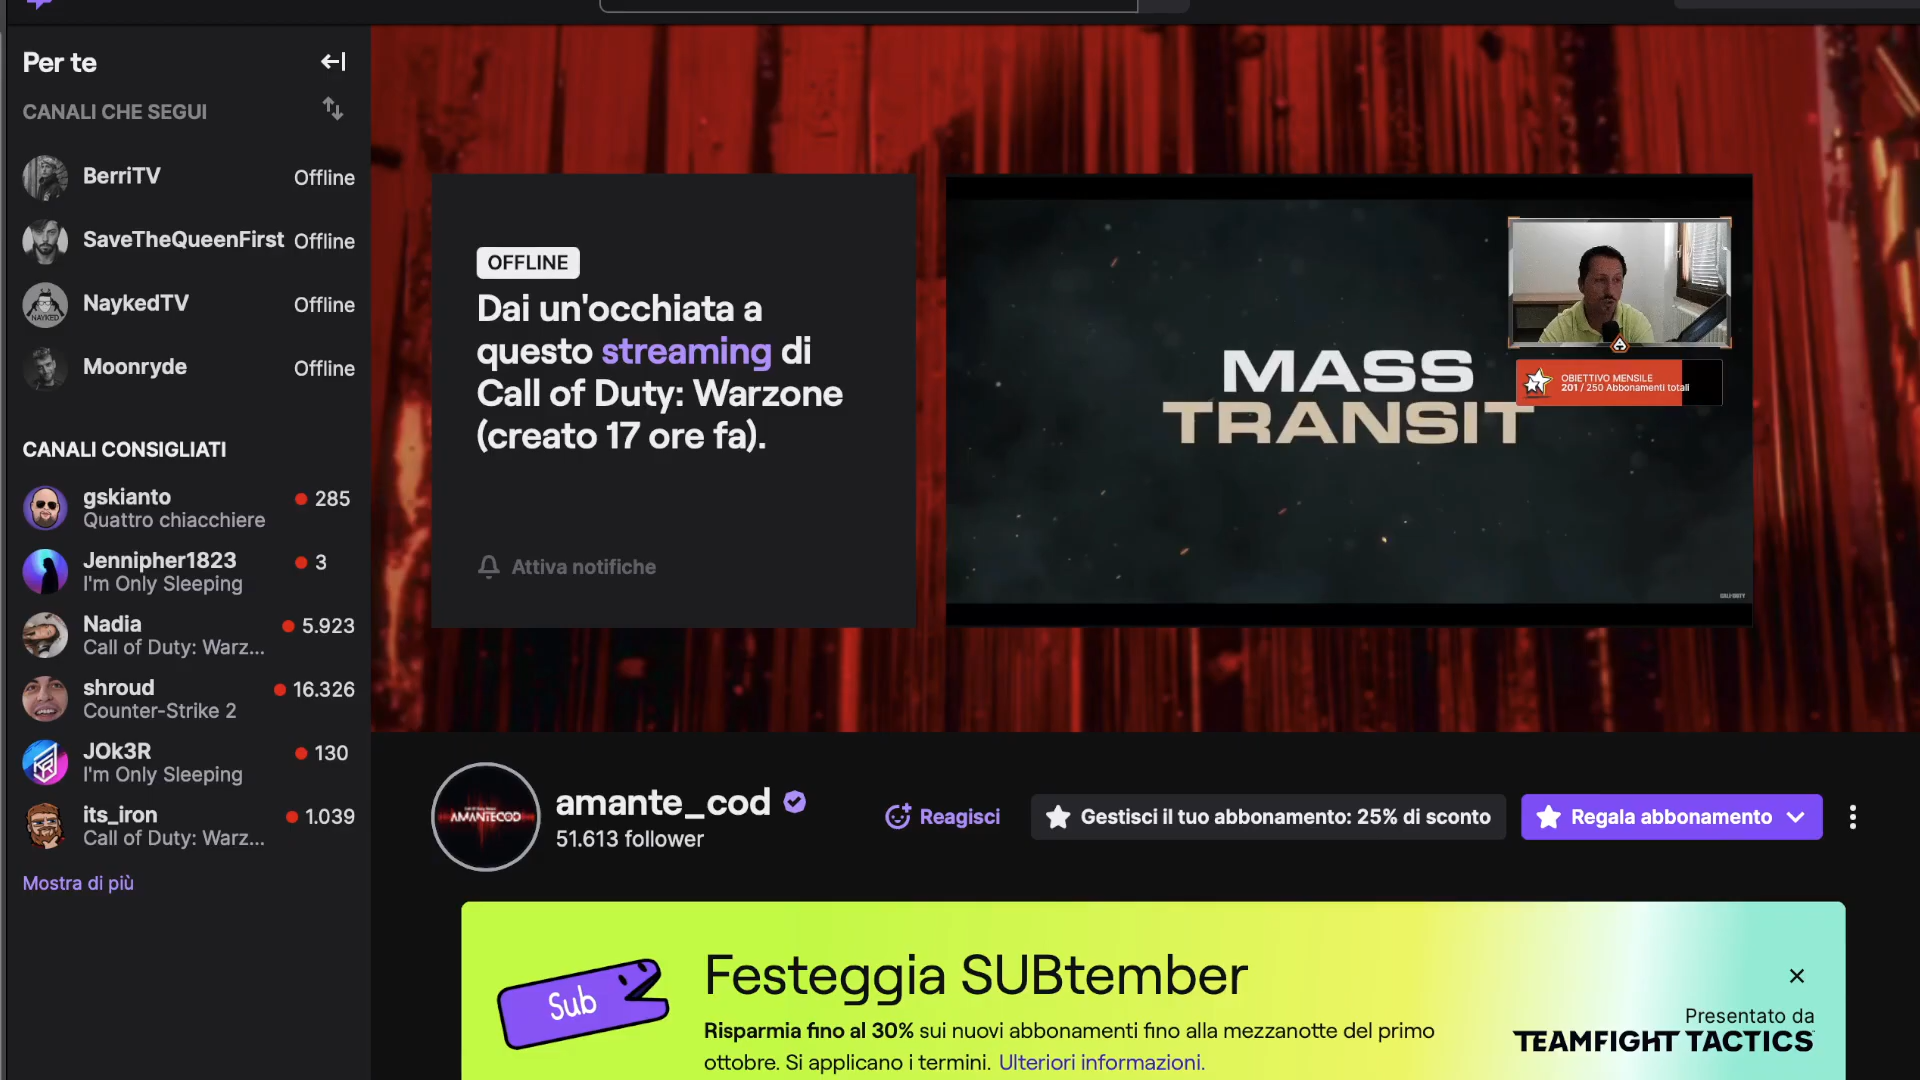 Per te
CANALI CHE SEGUI
BerriTV
Offline
SaveTheQueenFirst
Offline
NaykedTV
Offline
Moonryde
Offline
CANALI CONSIGLIATI
gskianto
285
Quattro chiacchiere
Jennipher1823
3
I'm Only Sleeping
Nadia
5.923
Call of Duty: Warz...
shroud
16.326
Counter-Strike 2
JOk3R
130
I'm Only Sleeping
its_iron
1.039
Call of Duty: Warz...
Mostra di più
OFFLINE
Dai un'occhiata a
questo streaming di
Call of Duty: Warzone
(creato 17 ore fa).
Attiva notifiche
MASS
TRANSIT
OBIETTIVO MENSILE
201 / 250 Abbonamenti totali
CALL OF DUTY
AMANTECOD
amante_cod
51.613 follower
Reagisci
Gestisci il tuo abbonamento: 25% di sconto
Regala abbonamento
Sub
Festeggia SUBtember
Risparmia fino al 30% sui nuovi abbonamenti fino alla mezzanotte del primo
ottobre. Si applicano i termini. Ulteriori informazioni.
Presentato da
TEAMFIGHT TACTICS